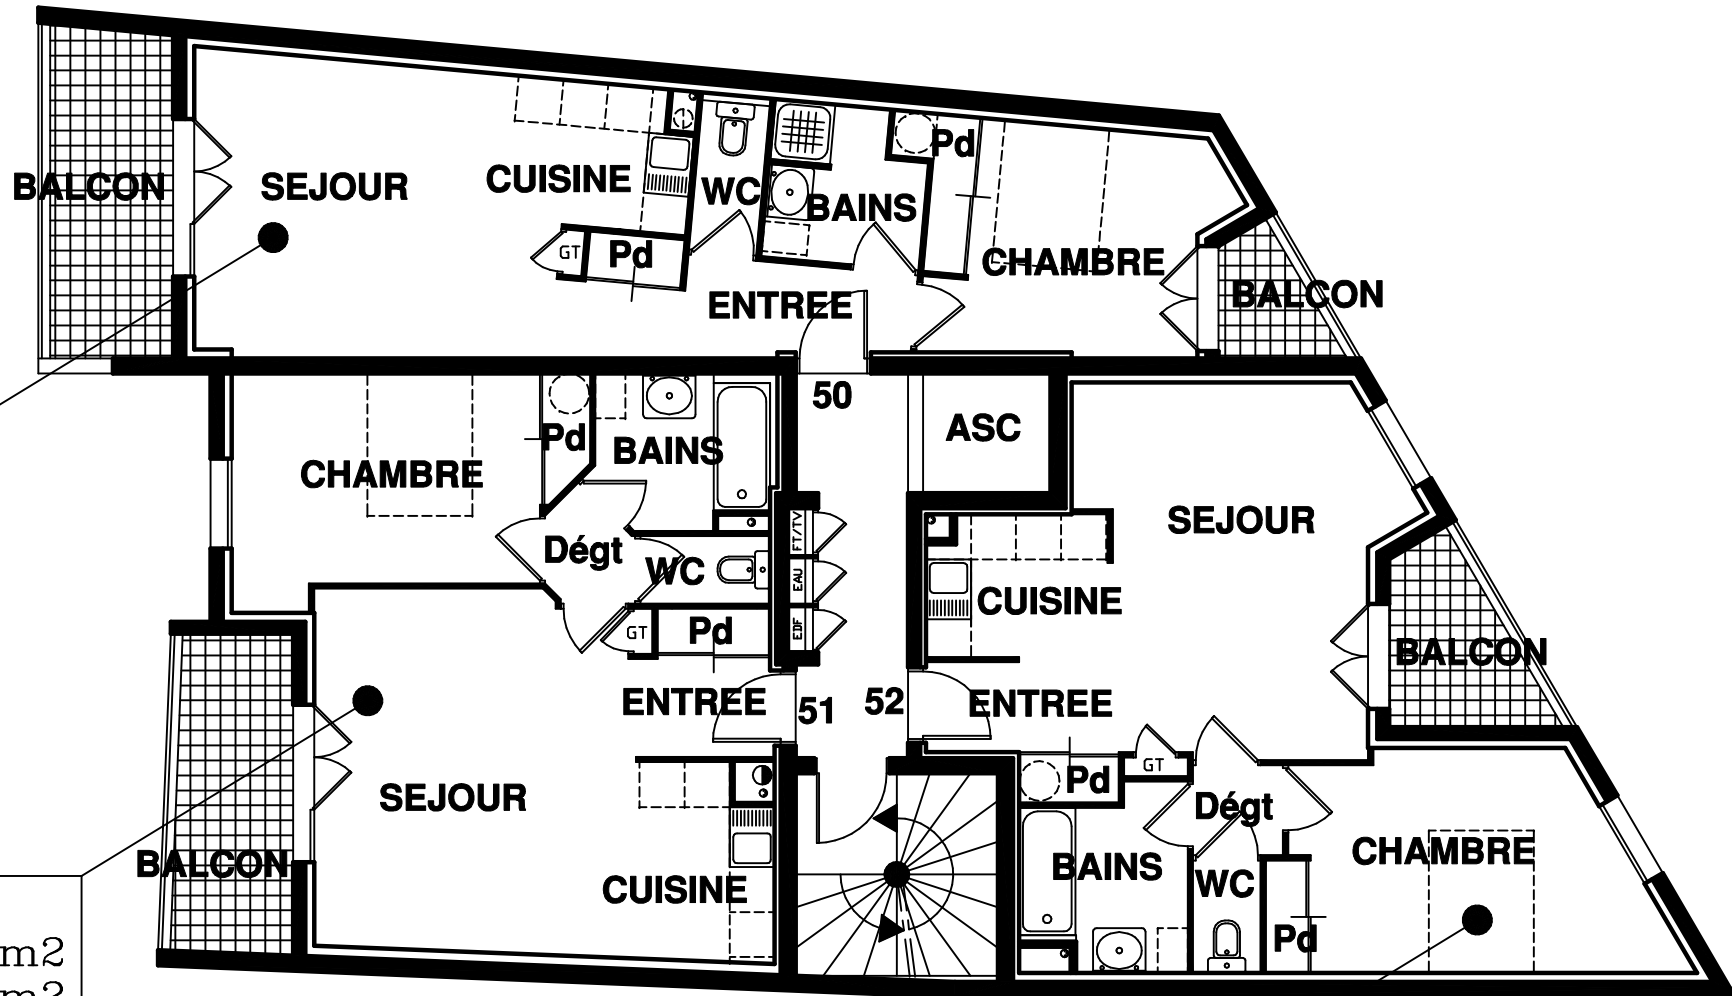 BALCON
SEJOUR
CUISINE
WC
BAINS
Pd
GT
Pd
CHAMBRE
BALCON
ENTREE
50
ASC
CHAMBRE
Pd
BAINS
Dégt
WC
FT/TV
EAU
EDF
GT
Pd
ENTREE
51
52
SEJOUR
CUISINE
BALCON
ENTREE
BALCON
SEJOUR
CUISINE
Pd
GT
Dégt
BAINS
WC
Pd
CHAMBRE
m2
m2